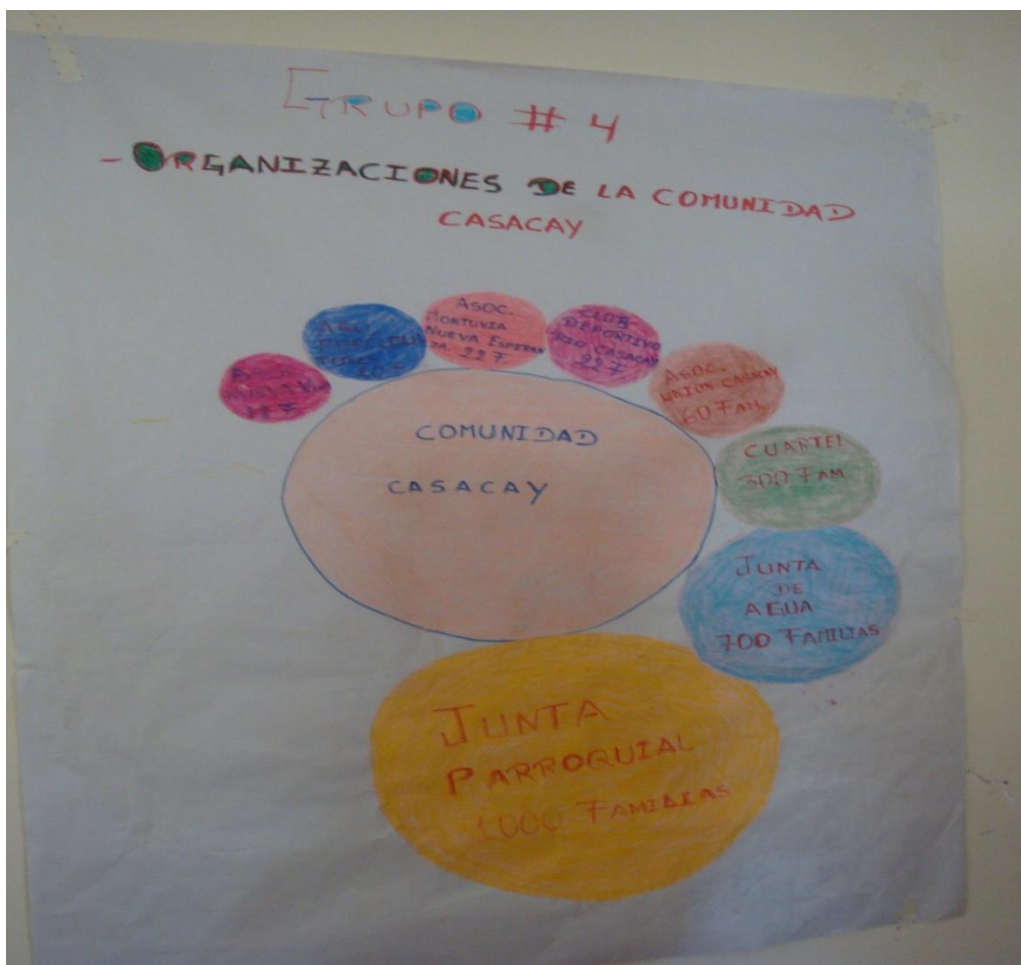 GRUPO # 4
- ORGANIZACIONES DE LA COMUNIDAD
CASACAY
ASOC.
MONTUVIA
NUEVA ESPERAN
ZA. 22 F
CLUB
DEPORTIVO
RIO CASACAY
22 F
ASOC.
UNION CASACAY
60 FAM.
CUARTEL
300 FAM.
JUNTA
DE
AGUA
700 FAMILIAS
COMUNIDAD
CASACAY
JUNTA
PARROQUIAL
1000 FAMILIAS